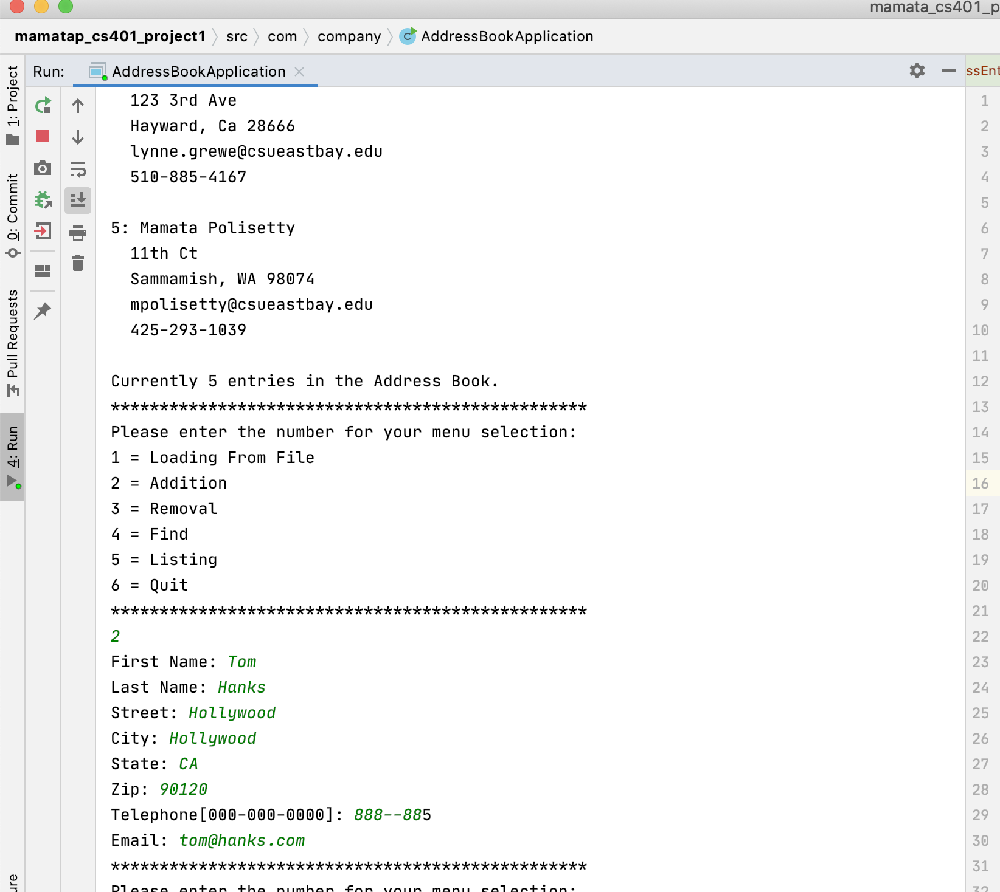 mamata_cs401_p
mamatap_cs401_project1 src com company AddressBookApplication
Run: AddressBookApplication
ssEnt
1: Project
0: Commit
Pull Requests
4: Run
ure
123 3rd Ave
Hayward, Ca 28666
lynne.grewe@csueastbay.edu
510-885-4167
5: Mamata Polisetty
11th Ct
Sammamish, WA 98074
mpolisetty@csueastbay.edu
425-293-1039
Currently 5 entries in the Address Book.
*************************************************
Please enter the number for your menu selection:
1 = Loading From File
2 = Addition
3 = Removal
4 = Find
5 = Listing
6 = Quit
*************************************************
2
First Name: Tom
Last Name: Hanks
Street: Hollywood
City: Hollywood
State: CA
Zip: 90120
Telephone[000-000-0000]: 888--885
Email: tom@hanks.com
*************************************************
Please enter the number for your menu selection:
1
2
3
4
5
6
7
8
9
10
11
12
13
14
15
16
17
18
19
20
21
22
23
24
25
26
27
28
29
30
31
32